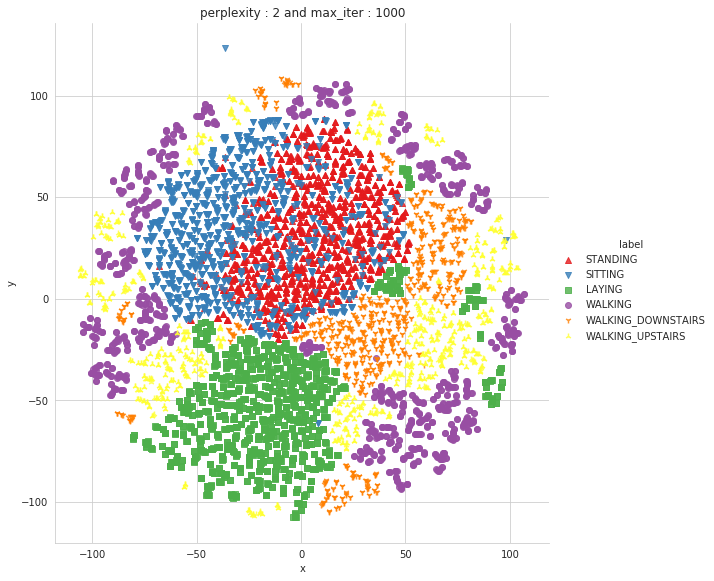 perplexity : 2 and max_iter : 1000
100
50
0
−50
−100
y
−100
−50
0
50
100
x
label
STANDING
SITTING
LAYING
WALKING
WALKING_DOWNSTAIRS
WALKING_UPSTAIRS